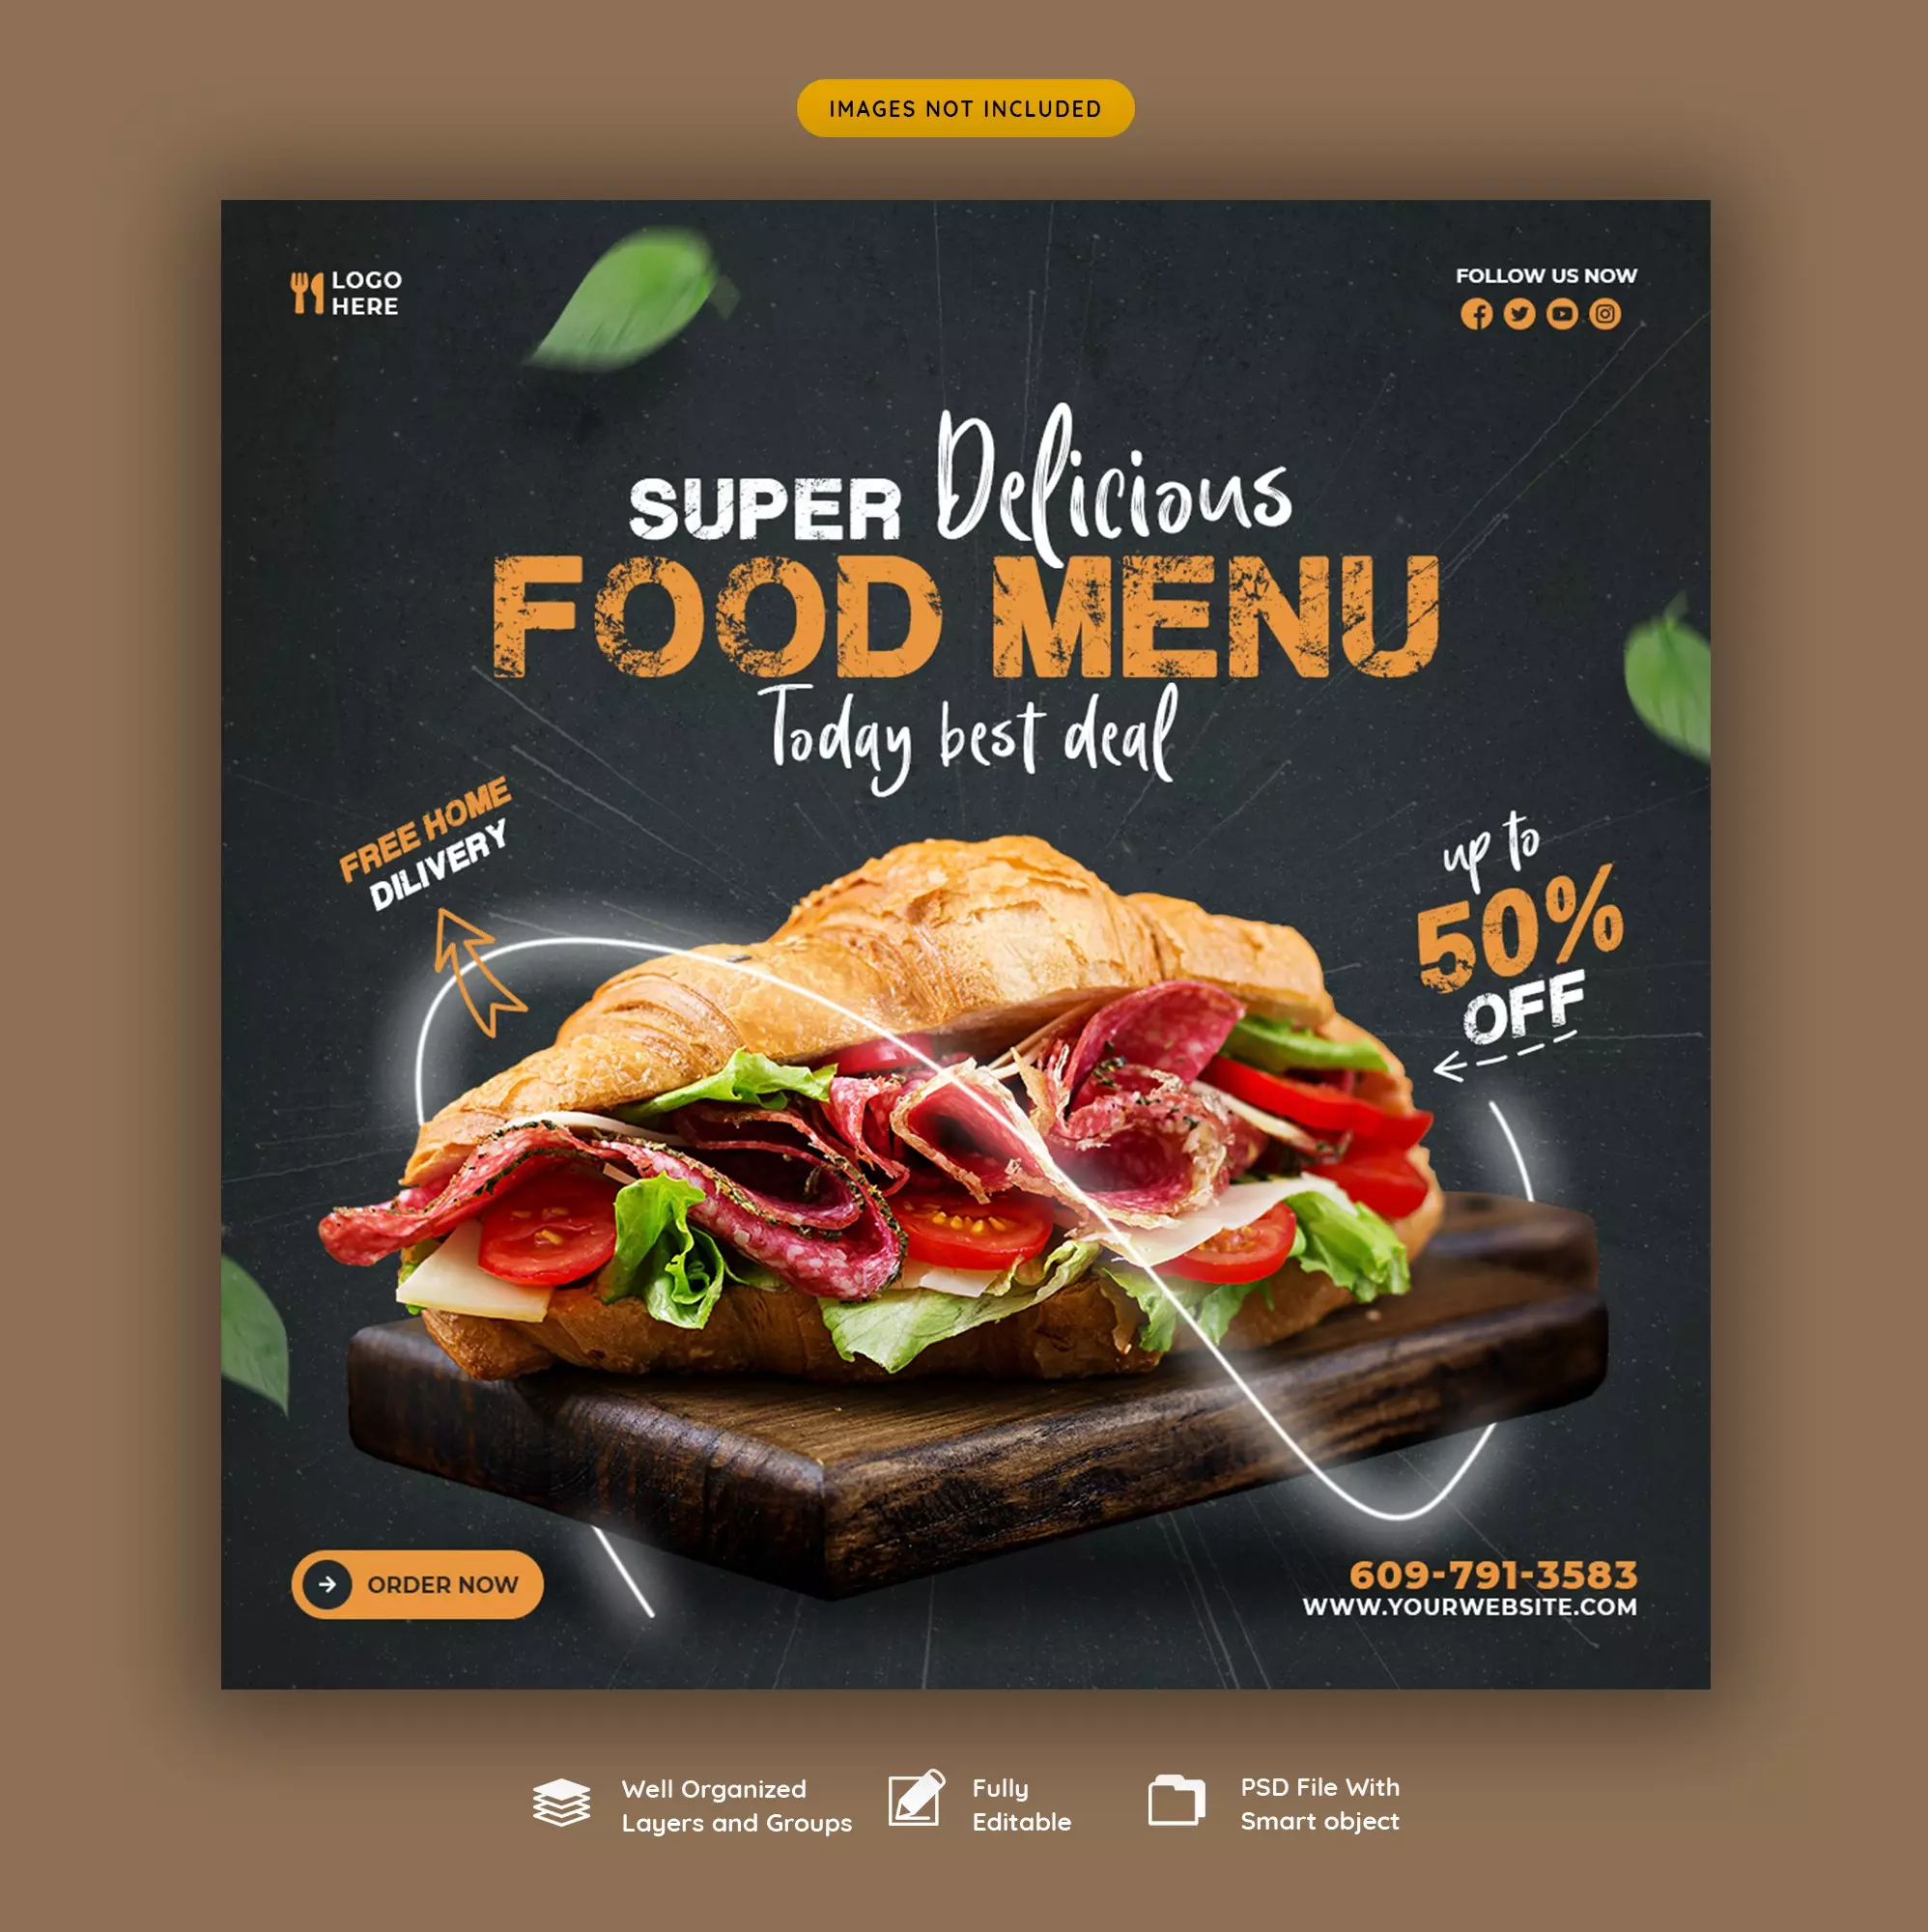 IMAGES NOT INCLUDED
LOGO
HERE
FOLLOW US NOW
SUPER Delicious
FOOD MENU
Today best deal
FREE HOME
DILIVERY
up to
50%
OFF
ORDER NOW
609-791-3583
WWW.YOURWEBSITE.COM
Well Organized
Layers and Groups
Fully
Editable
PSD File With
Smart object